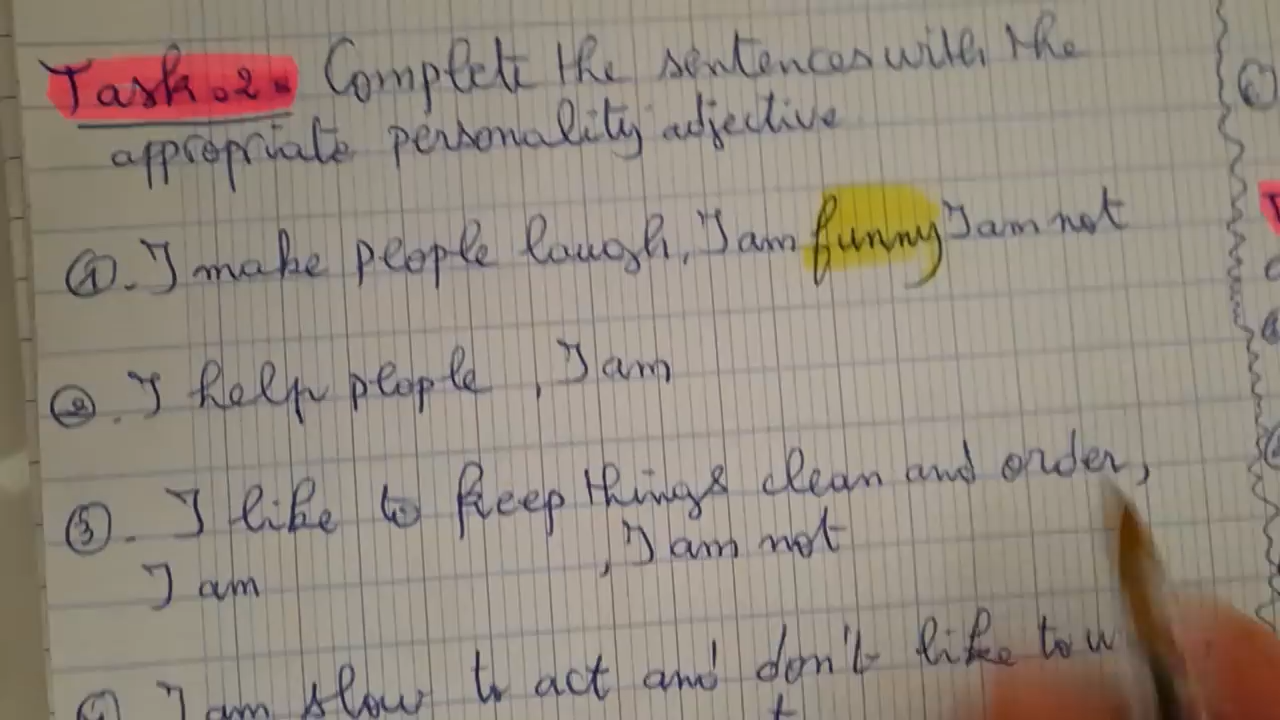 Task.2: Complete the sentences with the
appropriate personality adjective
①. I make people laugh, I am funny I am not
②. I help people, I am
③. I like to keep things clean and order,
I am , I am not
I am slow to act and don't like to w